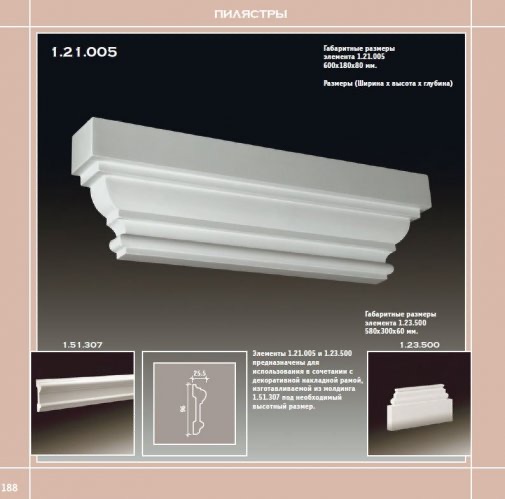 ПИЛЯСТРЫ
1.21.005
Габаритные размеры
элемента 1.21.005
600х180х80 мм.
Размеры (Ширина х высота х глубина)
Габаритные размеры
элемента 1.23.500
580х300х60 мм.
1.51.307
25.5
96
Элементы 1.21.005 и 1.23.500
предназначены для
использования в сочетании с
декоративной накладной рамой,
изготавливаемой из молдинга
1.51.307 под необходимый
высотный размер.
1.23.500
188